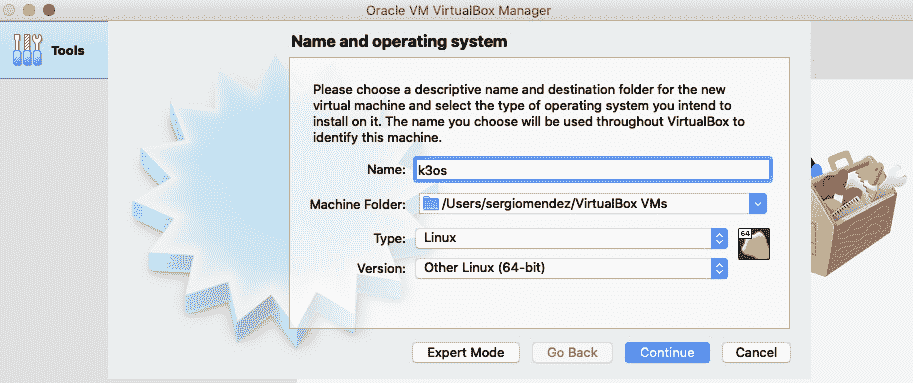 Oracle VM VirtualBox Manager
Tools
Name and operating system
Please choose a descriptive name and destination folder for the new
virtual machine and select the type of operating system you intend to
install on it. The name you choose will be used throughout VirtualBox to
identify this machine.
Name: k3os
Machine Folder: /Users/sergiomendez/VirtualBox VMs
Type: Linux
64
Version: Other Linux (64-bit)
Expert Mode Go Back Continue Cancel